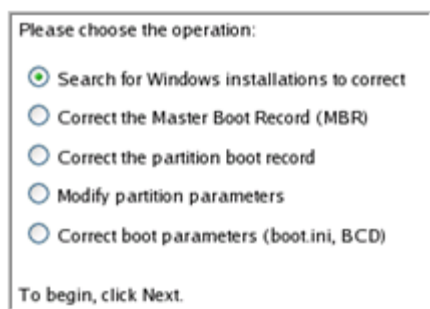 Please choose the operation:
Search for Windows installations to correct
Correct the Master Boot Record (MBR)
Correct the partition boot record
Modify partition parameters
Correct boot parameters (boot.ini, BCD)
To begin, click Next.